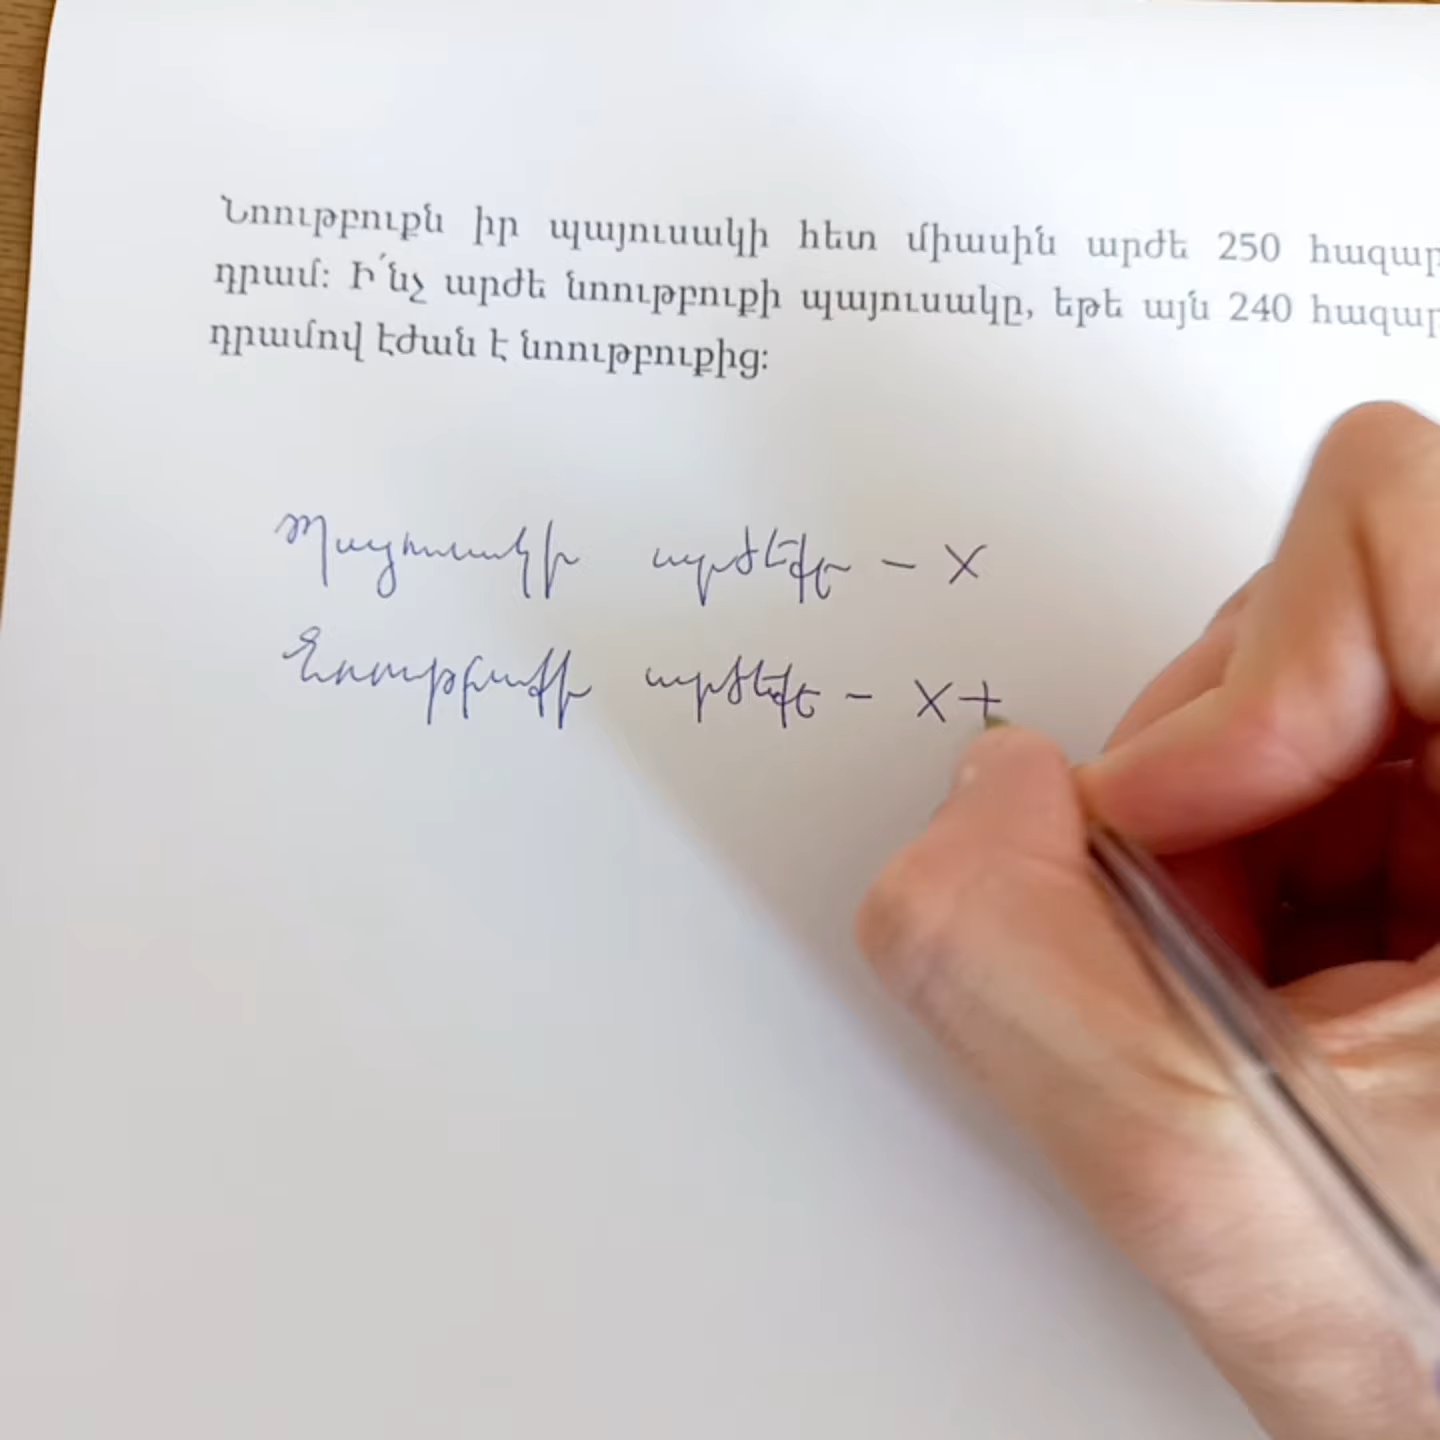 Նոութբուքն իր պայուսակի հետ միասին արժե 250 հազար
դրամ: Ի՞նչ արժե նոութբուքի պայուսակը, եթե այն 240 հազար
դրամով էժան է նոութբուքից:
Պայուսակի արժեքը – x
Նոութբուքի արժեքը – x+